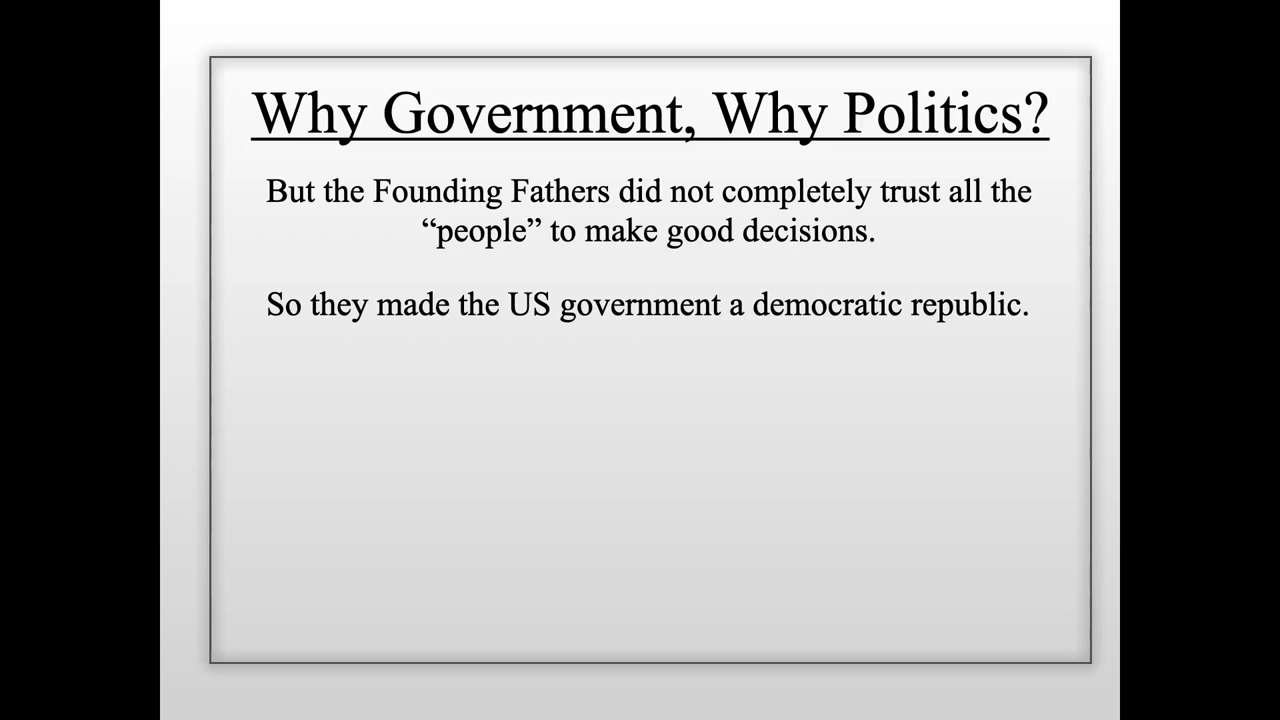 Why Government, Why Politics?
But the Founding Fathers did not completely trust all the
“people” to make good decisions.
So they made the US government a democratic republic.